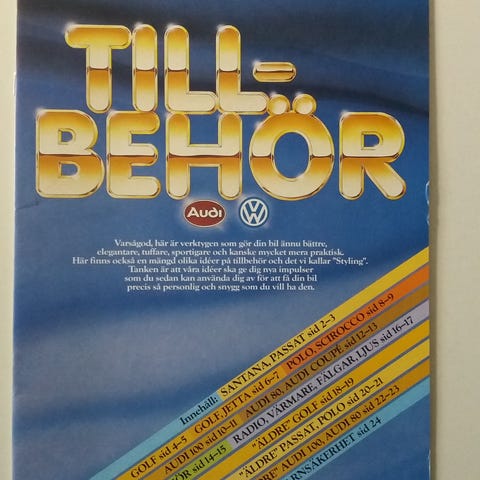 TILL-
BEHÖR
Audi VW
Varsågod, här är verktygen som gör din bil ännu bättre,
elegantare, tuffare, sportigare och kanske mycket mera praktisk.
Här finns också en mängd olika idéer på tillbehör och det vi kallar "Styling".
Tanken är att våra idéer ska ge dig nya impulser
som du sedan kan använda dig av för att få din bil
precis så personlig och snygg som du vill ha den.
Innehåll: SANTANA, PASSAT sid 2–3
GOLF sid 4–5 GOLF, JETTA sid 6–7 POLO, SCIROCCO sid 8–9
AUDI 100 sid 10–11 AUDI 80, AUDI COUPÉ sid 12–13
sid 14–15 RADIO, VÄRMARE, FÄLGAR, LJUS sid 16–17
"ÄLDRE" GOLF sid 18–19
"ÄLDRE" PASSAT, POLO sid 20–21
AUDI 100, AUDI 80 sid 22–23
sid 24